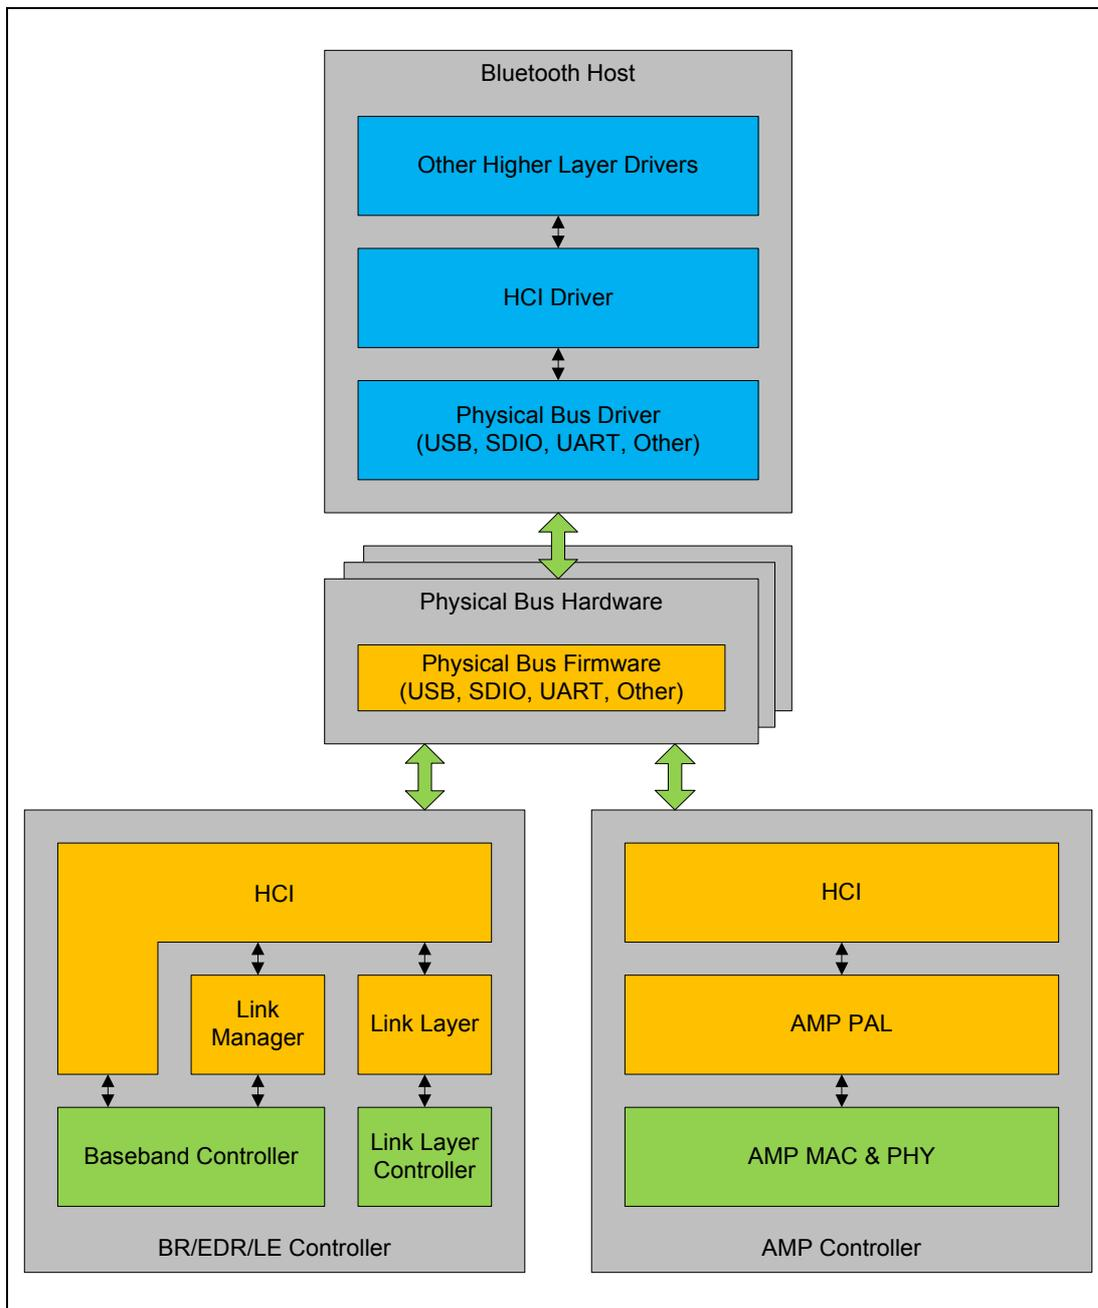 Bluetooth Host
Other Higher Layer Drivers
HCI Driver
Physical Bus Driver
(USB, SDIO, UART, Other)
Physical Bus Hardware
Physical Bus Firmware
(USB, SDIO, UART, Other)
HCI
Link
Manager
Link Layer
Baseband Controller
Link Layer
Controller
BR/EDR/LE Controller
HCI
AMP PAL
AMP MAC & PHY
AMP Controller